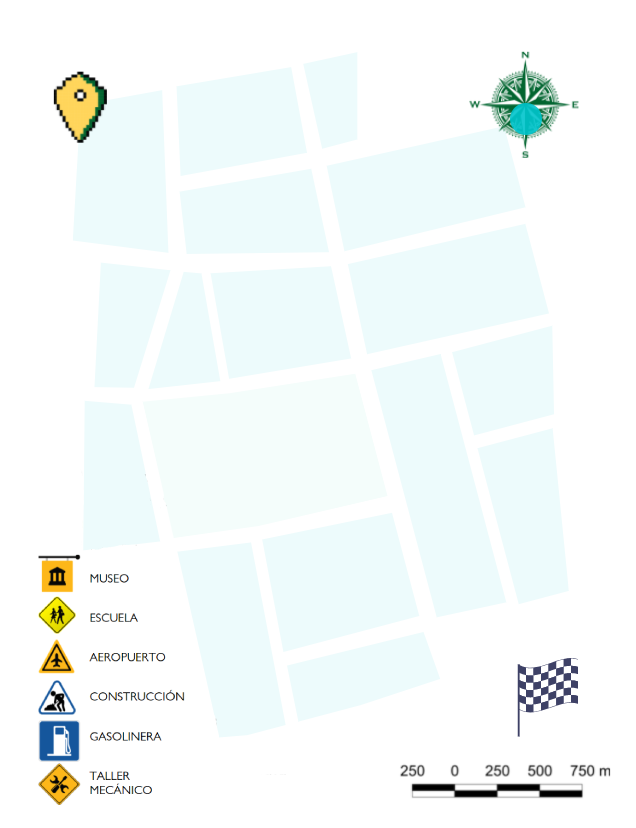 N
W
E
S
MUSEO
ESCUELA
AEROPUERTO
CONSTRUCCIÓN
GASOLINERA
TALLER
MECÁNICO
250 0 250 500 750 m